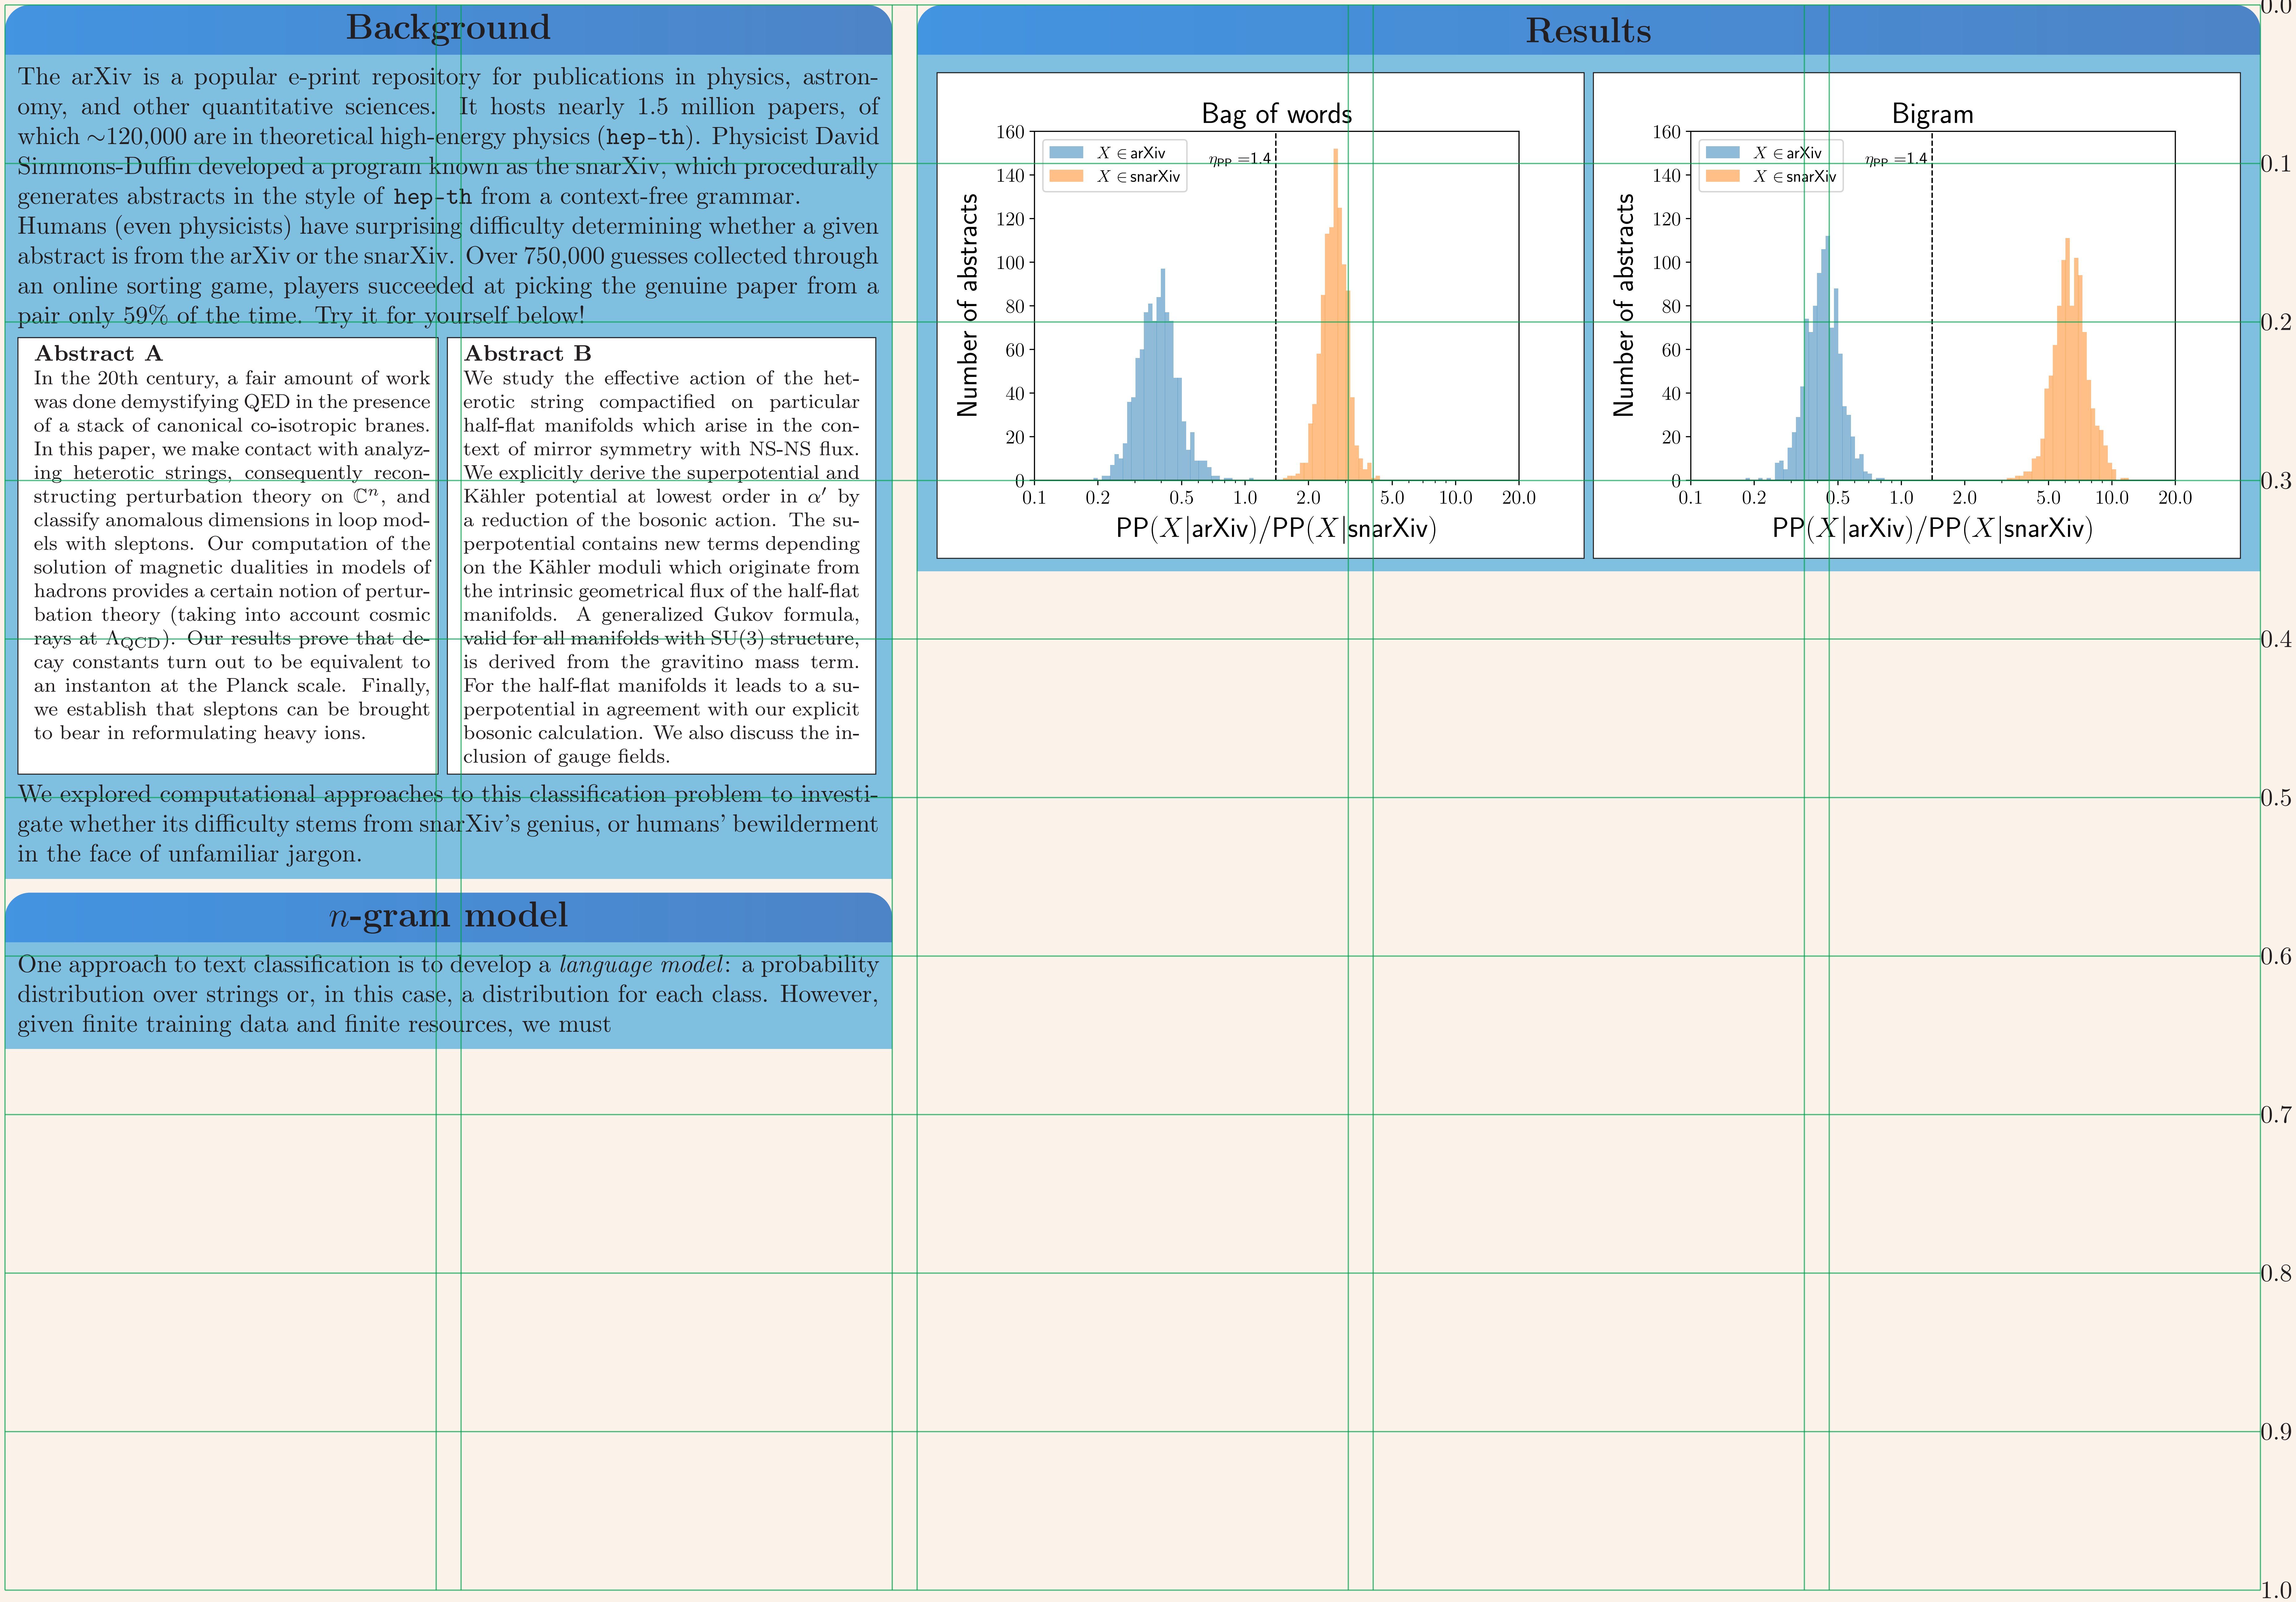 Background
The arXiv is a popular e-print repository for publications in physics, astron-
omy, and other quantitative sciences. It hosts nearly 1.5 million papers, of
which ∼120,000 are in theoretical high-energy physics (hep-th). Physicist David
Simmons-Duffin developed a program known as the snarXiv, which procedurally
generates abstracts in the style of hep-th from a context-free grammar.
Humans (even physicists) have surprising difficulty determining whether a given
abstract is from the arXiv or the snarXiv. Over 750,000 guesses collected through
an online sorting game, players succeeded at picking the genuine paper from a
pair only 59% of the time. Try it for yourself below!
Abstract A
In the 20th century, a fair amount of work
was done demystifying QED in the presence
of a stack of canonical co-isotropic branes.
In this paper, we make contact with analyz-
ing heterotic strings, consequently recon-
structing perturbation theory on ℂⁿ, and
classify anomalous dimensions in loop mod-
els with sleptons. Our computation of the
solution of magnetic dualities in models of
hadrons provides a certain notion of pertur-
bation theory (taking into account cosmic
rays at Λ_QCD). Our results prove that de-
cay constants turn out to be equivalent to
an instanton at the Planck scale. Finally,
we establish that sleptons can be brought
to bear in reformulating heavy ions.
Abstract B
We study the effective action of the het-
erotic string compactified on particular
half-flat manifolds which arise in the con-
text of mirror symmetry with NS-NS flux.
We explicitly derive the superpotential and
Kähler potential at lowest order in α′ by
a reduction of the bosonic action. The su-
perpotential contains new terms depending
on the Kähler moduli which originate from
the intrinsic geometrical flux of the half-flat
manifolds. A generalized Gukov formula,
valid for all manifolds with SU(3) structure,
is derived from the gravitino mass term.
For the half-flat manifolds it leads to a su-
perpotential in agreement with our explicit
bosonic calculation. We also discuss the in-
clusion of gauge fields.
We explored computational approaches to this classification problem to investi-
gate whether its difficulty stems from snarXiv's genius, or humans' bewilderment
in the face of unfamiliar jargon.
n-gram model
One approach to text classification is to develop a language model: a probability
distribution over strings or, in this case, a distribution for each class. However,
given finite training data and finite resources, we must
Results
Bag of words
160
140
120
100
80
60
40
20
0
Number of abstracts
X ∈ arXiv
X ∈ snarXiv
η_PP =1.4
0.1 0.2 0.5 1.0 2.0 5.0 10.0 20.0
PP(X|arXiv)/PP(X|snarXiv)
Bigram
160
140
120
100
80
60
40
20
0
Number of abstracts
X ∈ arXiv
X ∈ snarXiv
η_PP =1.4
0.1 0.2 0.5 1.0 2.0 5.0 10.0 20.0
PP(X|arXiv)/PP(X|snarXiv)
0.0
0.1
0.2
0.3
0.4
0.5
0.6
0.7
0.8
0.9
1.0